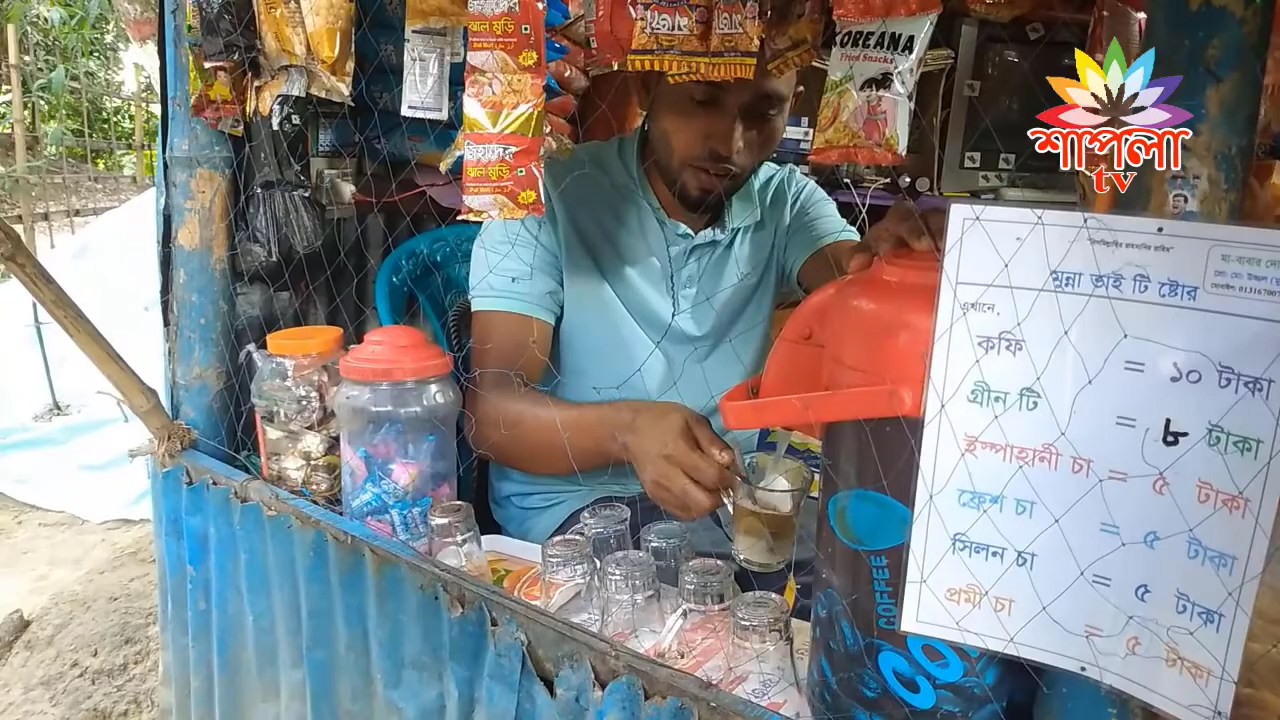 শাপলা
tv
KOREANA
Fried Snacks
ঝাল মুড়ি
ঝাল মুড়ি
মা-বাবার
মুন্না ভাই টি ষ্টোর
এখানে,
কফি = ১০ টাকা
গ্রীন টি = ৮ টাকা
ইস্পাহানী চা = ৫ টাকা
ফ্রেশ চা = ৫ টাকা
সিলন চা = ৫ টাকা
প্রমী চা = ৫ টাকা
COFFEE